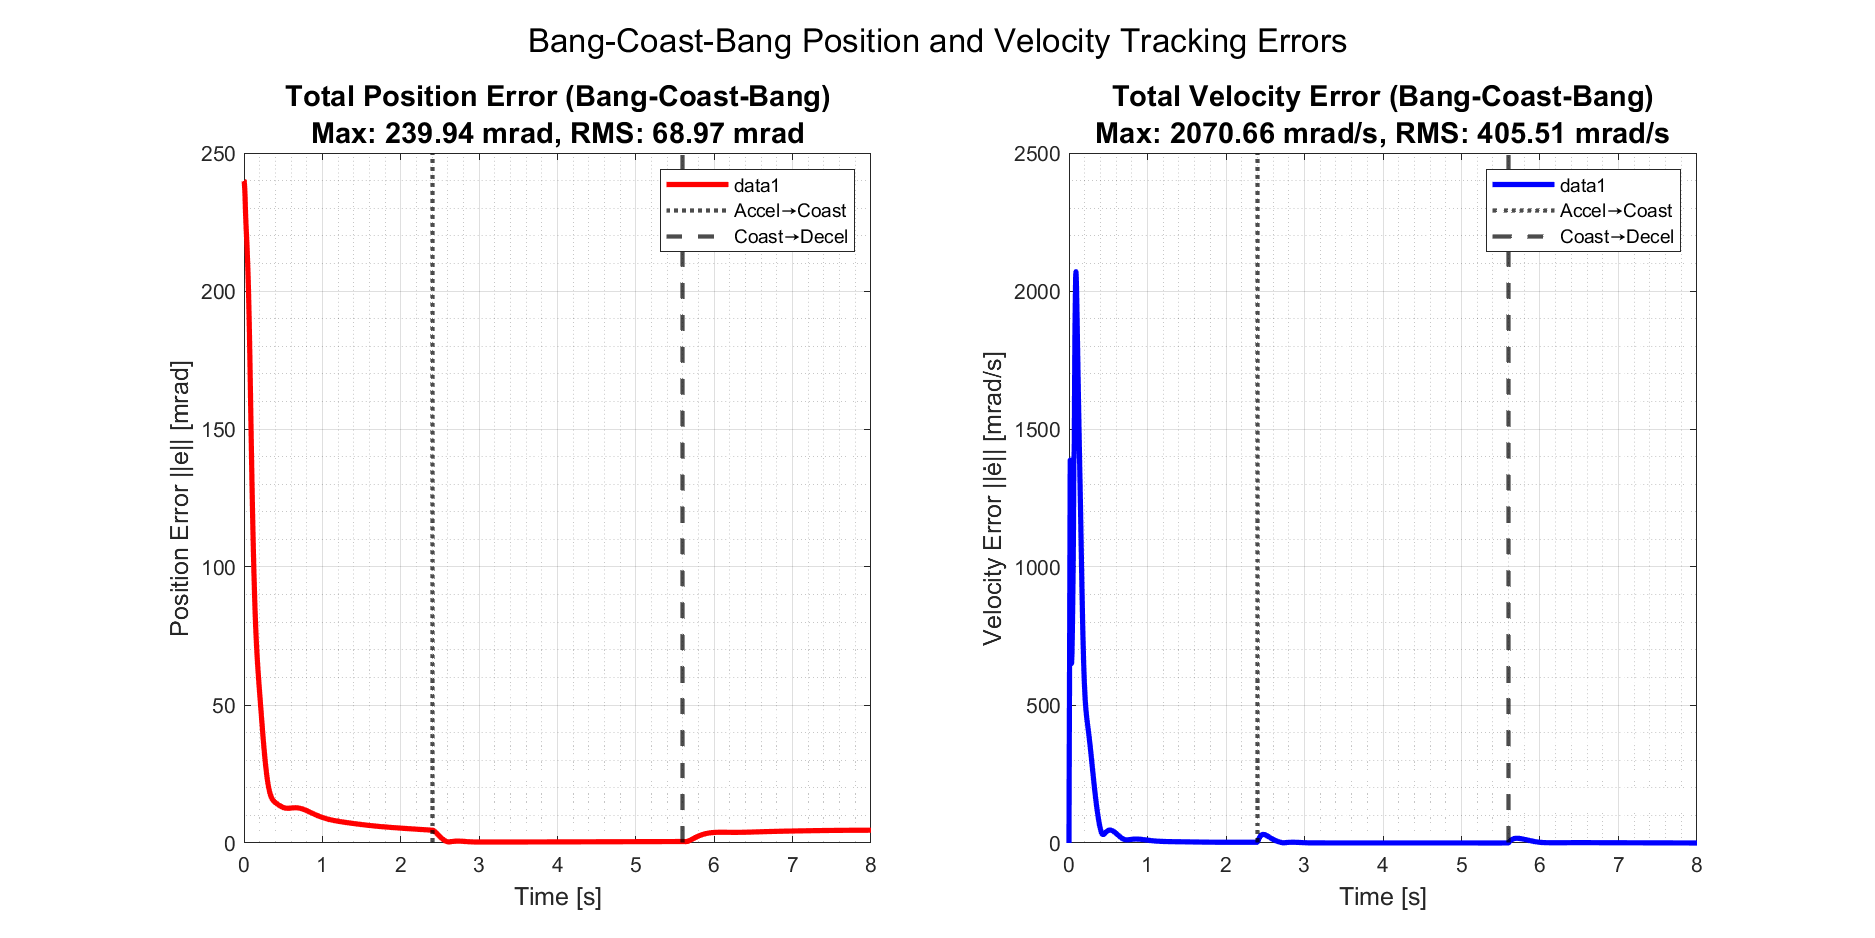 Bang-Coast-Bang Position and Velocity Tracking Errors
Total Position Error (Bang-Coast-Bang)
Max: 239.94 mrad, RMS: 68.97 mrad
250
200
150
100
50
0
Position Error ||e|| [mrad]
data1
Accel→Coast
Coast→Decel
0 1 2 3 4 5 6 7 8
Time [s]
Total Velocity Error (Bang-Coast-Bang)
Max: 2070.66 mrad/s, RMS: 405.51 mrad/s
2500
2000
1500
1000
500
0
Velocity Error ||ė|| [mrad/s]
data1
Accel→Coast
Coast→Decel
0 1 2 3 4 5 6 7 8
Time [s]